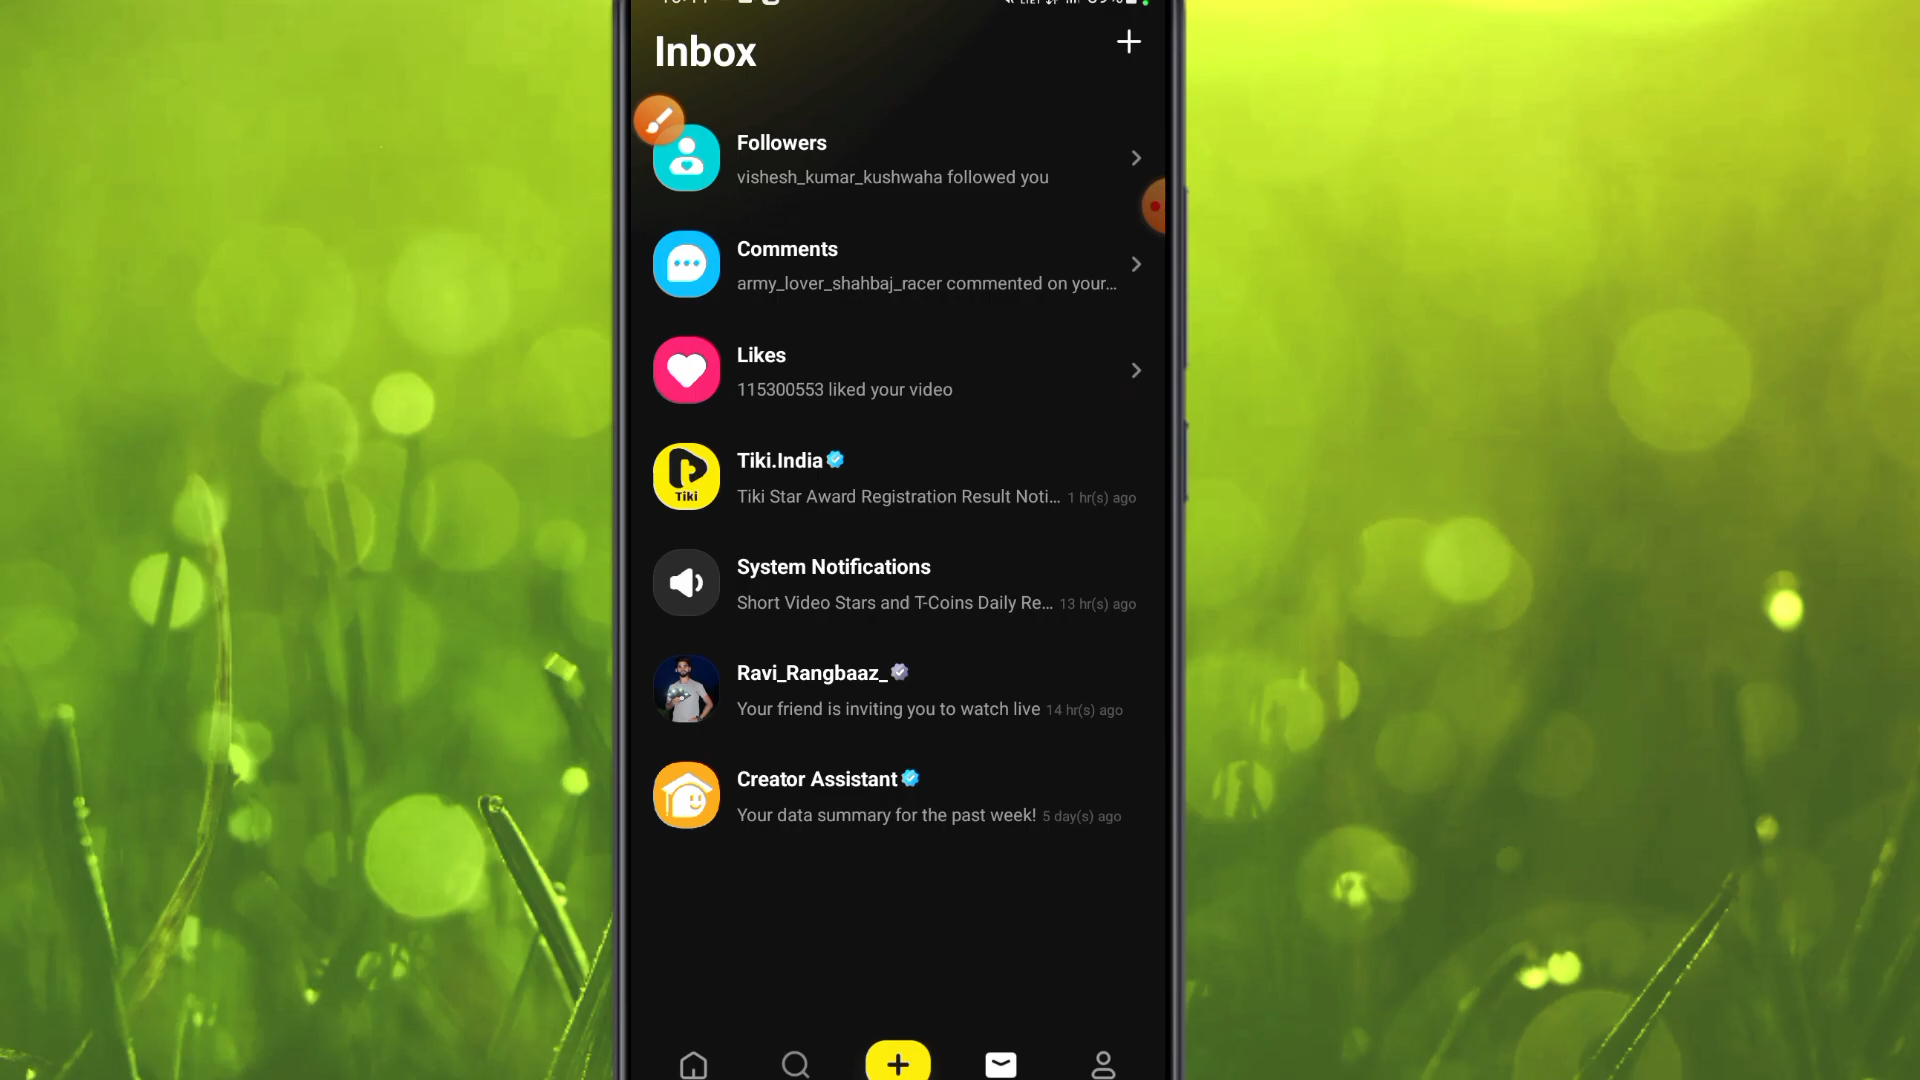 Inbox
Followers
vishesh_kumar_kushwaha followed you
Comments
army_lover_shahbaj_racer commented on your...
Likes
115300553 liked your video
Tiki
Tiki.India
Tiki Star Award Registration Result Noti... 1 hr(s) ago
System Notifications
Short Video Stars and T-Coins Daily Re... 13 hr(s) ago
Ravi_Rangbaaz_
Your friend is inviting you to watch live 14 hr(s) ago
Creator Assistant
Your data summary for the past week! 5 day(s) ago